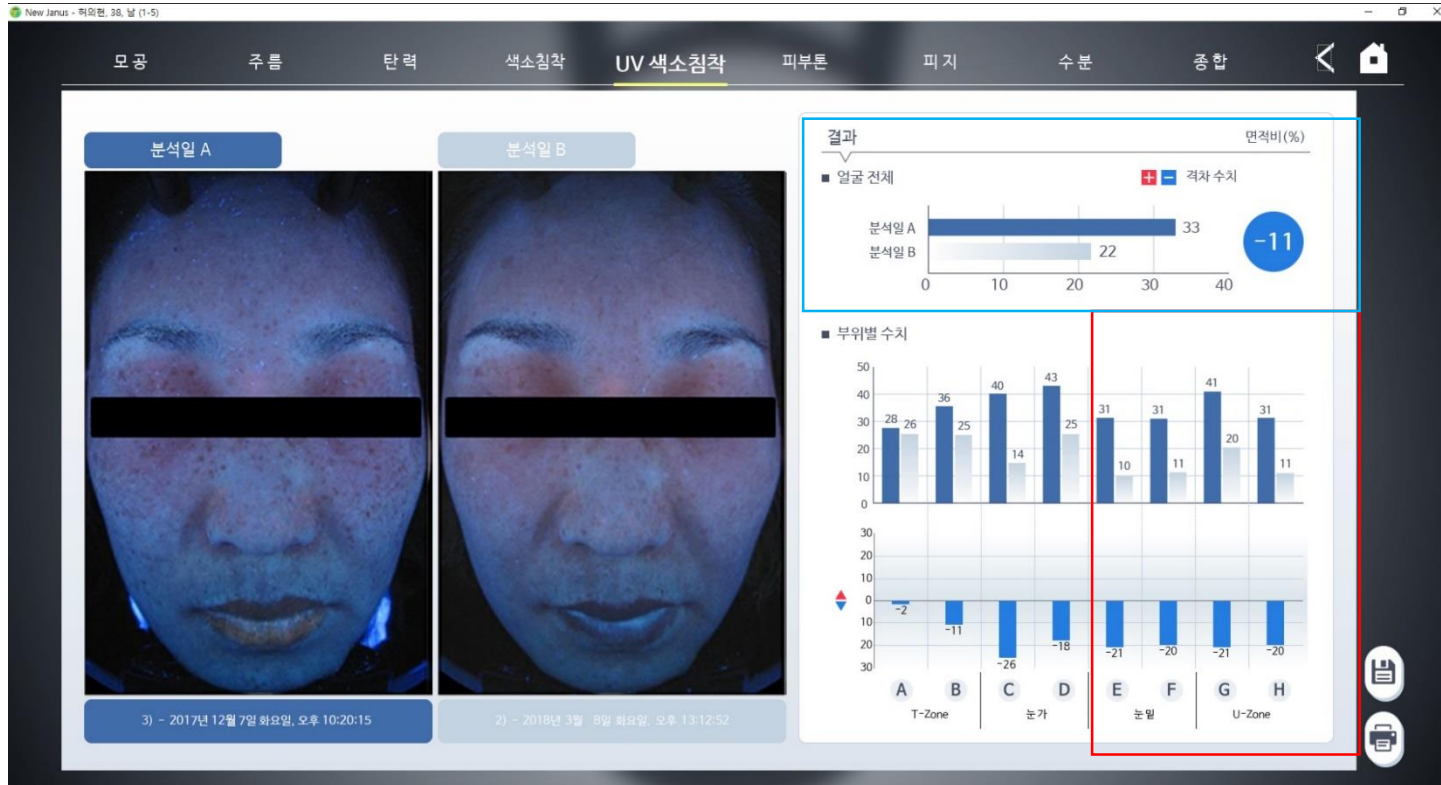 New Janus - 허외현, 38, 남 (1-5)
모공 주름 탄력 색소침착 UV 색소침착 피부톤 피지 수분 종합
분석일 A
분석일 B
3) - 2017년 12월 7일 화요일, 오후 10:20:15
2) - 2018년 3월 8일 화요일, 오후 13:12:52
결과 면적비(%)
■ 얼굴 전체 + - 격차 수치
분석일 A 33
분석일 B 22
-11
0 10 20 30 40
■ 부위별 수치
50
40
30
20
10
0
28 26 36 25 40 14 43 25 31 10 31 11 41 20 31 11
30
20
10
0
10
20
30
-2 -11 -26 -18 -21 -20 -21 -20
A B C D E F G H
T-Zone 눈가 눈밑 U-Zone